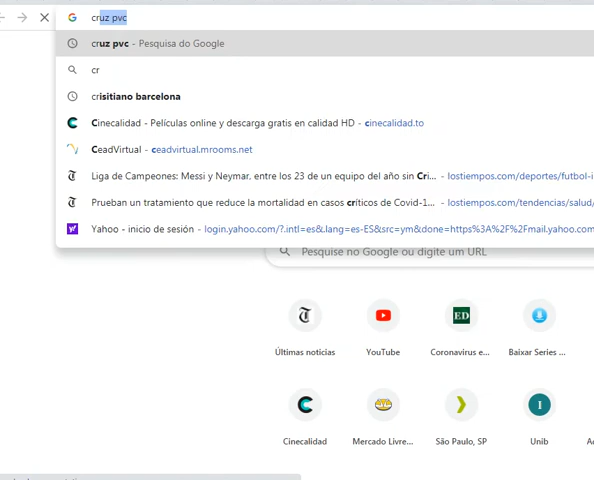 cruz pvc
cruz pvc - Pesquisa do Google
cr
crisitiano barcelona
Cinecalidad - Películas online y descarga gratis en calidad HD - cinecalidad.to
CeadVirtual - ceadvirtual.mrooms.net
Liga de Campeones: Messi y Neymar, entre los 23 de un equipo del año sin Cri... - lostiempos.com/deportes/futbol-i
Prueban un tratamiento que reduce la mortalidad en casos críticos de Covid-1... - lostiempos.com/tendencias/salud/
Yahoo - inicio de sesión - login.yahoo.com/?.intl=es&.lang=es-ES&src=ym&done=https%3A%2F%2Fmail.yahoo.com
Pesquise no Google ou digite um URL
Últimas noticias YouTube Coronavirus e... Baixar Series ...
Cinecalidad Mercado Livre... São Paulo, SP Unib